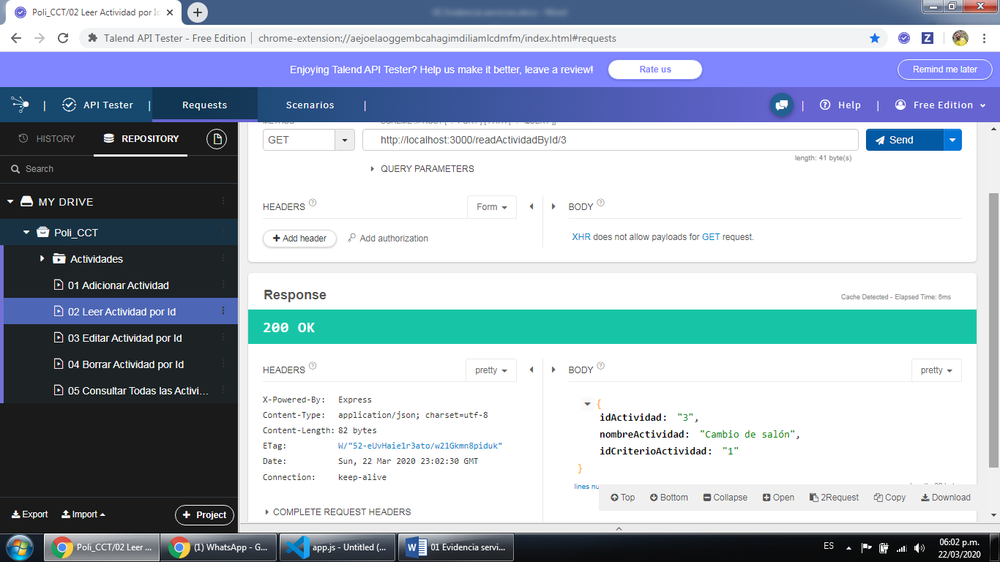 Poli_CCT/02 Leer Actividad por Id
01 Evidencia services.docx - Word
Talend API Tester - Free Edition | chrome-extension://aejoelaoggembcahagimdiliamlcdmfm/index.html#requests
Enjoying Talend API Tester? Help us make it better, leave a review!
Rate us
Remind me later
API Tester
Requests
Scenarios
Help
Free Edition
HISTORY
REPOSITORY
Search
MY DRIVE
Poli_CCT
Actividades
01 Adicionar Actividad
02 Leer Actividad por Id
03 Editar Actividad por Id
04 Borrar Actividad por Id
05 Consultar Todas las Activi...
Export
Import
+ Project
GET
http://localhost:3000/readActividadById/3
Send
length: 41 byte(s)
QUERY PARAMETERS
HEADERS ?
Form
BODY ?
+ Add header
Add authorization
XHR does not allow payloads for GET request.
Response
Cache Detected - Elapsed Time: 6ms
200 OK
HEADERS ?
pretty
BODY ?
pretty
X-Powered-By: Express
Content-Type: application/json; charset=utf-8
Content-Length: 82 bytes
ETag: W/"52-eUvHaie1r3ato/w21Gkmn8piduk"
Date: Sun, 22 Mar 2020 23:02:30 GMT
Connection: keep-alive
COMPLETE REQUEST HEADERS
{
idActividad: "3",
nombreActividad: "Cambio de salón",
idCriterioActividad: "1"
}
lines nu
Top
Bottom
Collapse
Open
2Request
Copy
Download
Poli_CCT/02 Leer ...
(1) WhatsApp - G...
app.js - Untitled (...
01 Evidencia servi...
ES
06:02 p.m.
22/03/2020